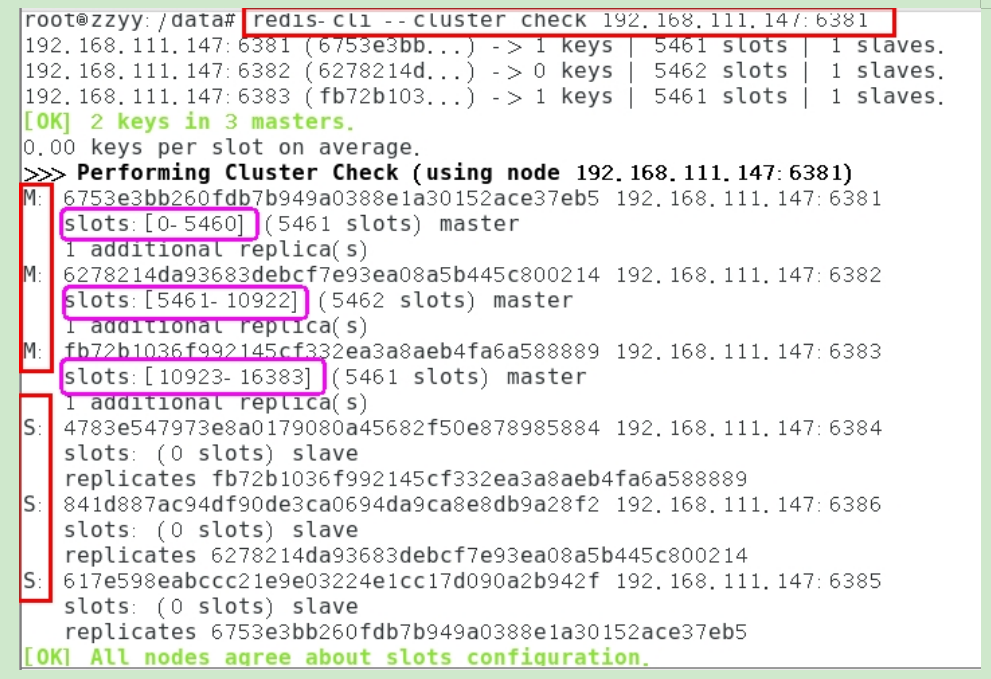 root@zzyy:/data# redis-cli --cluster check 192.168.111.147:6381
192.168.111.147:6381 (6753e3bb...) -> 1 keys | 5461 slots | 1 slaves.
192.168.111.147:6382 (6278214d...) -> 0 keys | 5462 slots | 1 slaves.
192.168.111.147:6383 (fb72b103...) -> 1 keys | 5461 slots | 1 slaves.
[OK] 2 keys in 3 masters.
0.00 keys per slot on average.
>>> Performing Cluster Check (using node 192.168.111.147:6381)
M: 6753e3bb260fdb7b949a0388e1a30152ace37eb5 192.168.111.147:6381
slots:[0-5460] (5461 slots) master
1 additional replica(s)
M: 6278214da93683debcf7e93ea08a5b445c800214 192.168.111.147:6382
slots:[5461-10922] (5462 slots) master
1 additional replica(s)
M: fb72b1036f992145cf332ea3a8aeb4fa6a588889 192.168.111.147:6383
slots:[10923-16383] (5461 slots) master
1 additional replica(s)
S: 4783e547973e8a0179080a45682f50e878985884 192.168.111.147:6384
slots: (0 slots) slave
replicates fb72b1036f992145cf332ea3a8aeb4fa6a588889
S: 841d887ac94df90de3ca0694da9ca8e8db9a28f2 192.168.111.147:6386
slots: (0 slots) slave
replicates 6278214da93683debcf7e93ea08a5b445c800214
S: 617e598eabccc21e9e03224e1cc17d090a2b942f 192.168.111.147:6385
slots: (0 slots) slave
replicates 6753e3bb260fdb7b949a0388e1a30152ace37eb5
[OK] All nodes agree about slots configuration.